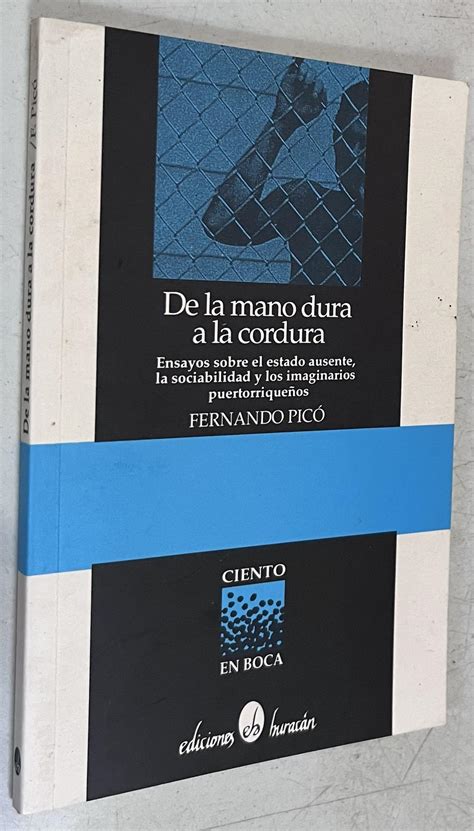 De la mano dura a la cordura / F. Picó
De la mano dura
a la cordura
Ensayos sobre el estado ausente,
la sociabilidad y los imaginarios
puertorriqueños
FERNANDO PICÓ
CIENTO
EN BOCA
ediciones eh huracán